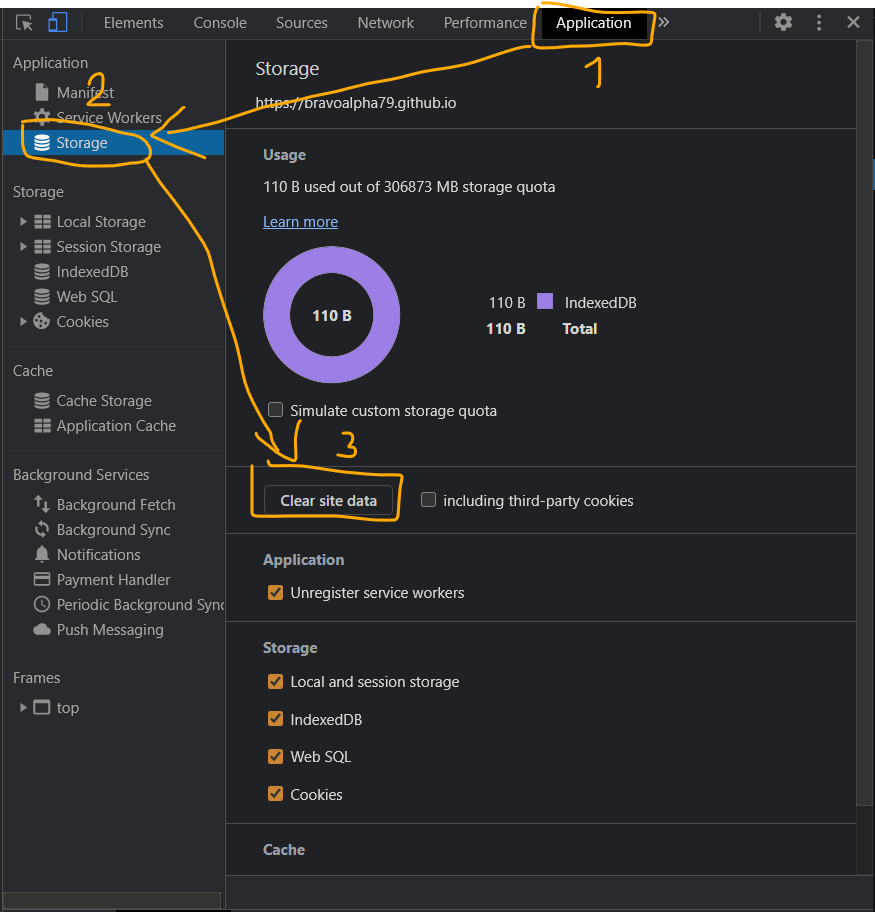 Elements Console Sources Network Performance Application »
1
Application
2
Manifest
Service Workers
Storage
Storage
Local Storage
Session Storage
IndexedDB
Web SQL
Cookies
Cache
Cache Storage
Application Cache
Background Services
Background Fetch
Background Sync
Notifications
Payment Handler
Periodic Background Sync
Push Messaging
Frames
top
Storage
https://bravoalpha79.github.io
Usage
110 B used out of 306873 MB storage quota
Learn more
110 B
110 B IndexedDB
110 B Total
Simulate custom storage quota
3
Clear site data including third-party cookies
Application
Unregister service workers
Storage
Local and session storage
IndexedDB
Web SQL
Cookies
Cache